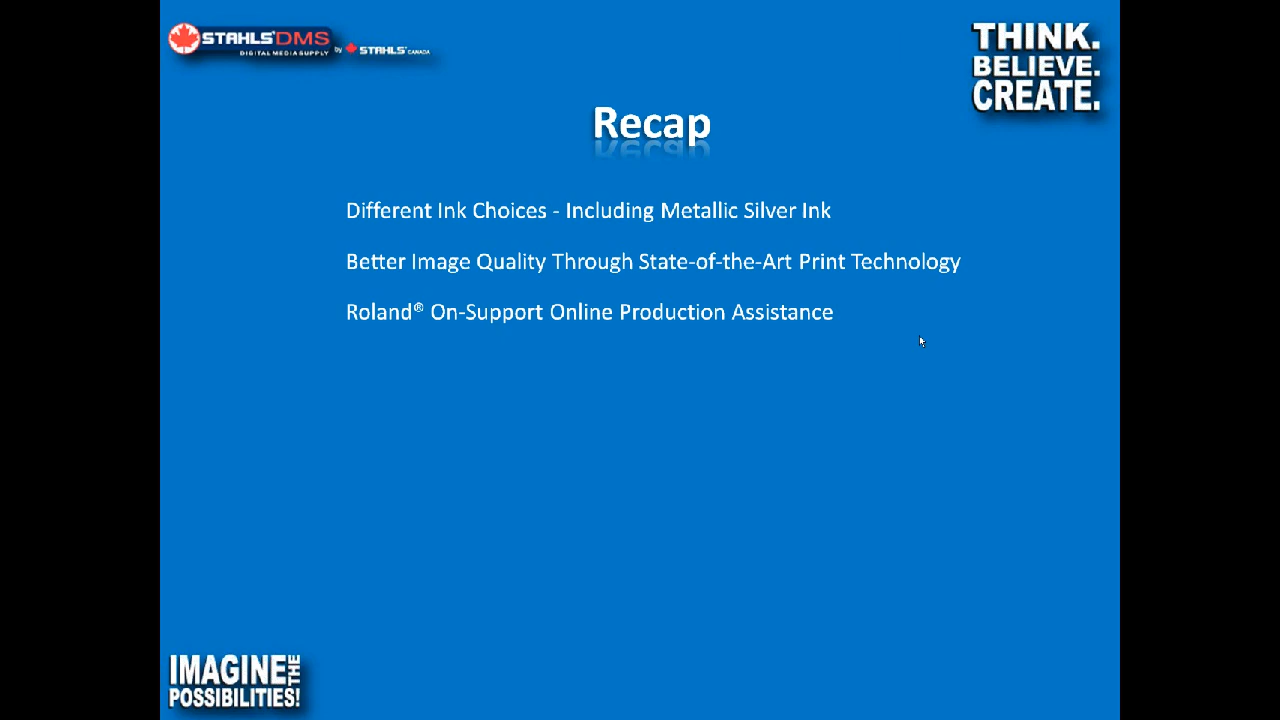 STAHLS' DMS
DIGITAL MEDIA SUPPLY by STAHLS' CANADA
THINK.
BELIEVE.
CREATE.
Recap
Different Ink Choices - Including Metallic Silver Ink
Better Image Quality Through State-of-the-Art Print Technology
Roland® On-Support Online Production Assistance
IMAGINE THE
POSSIBILITIES!